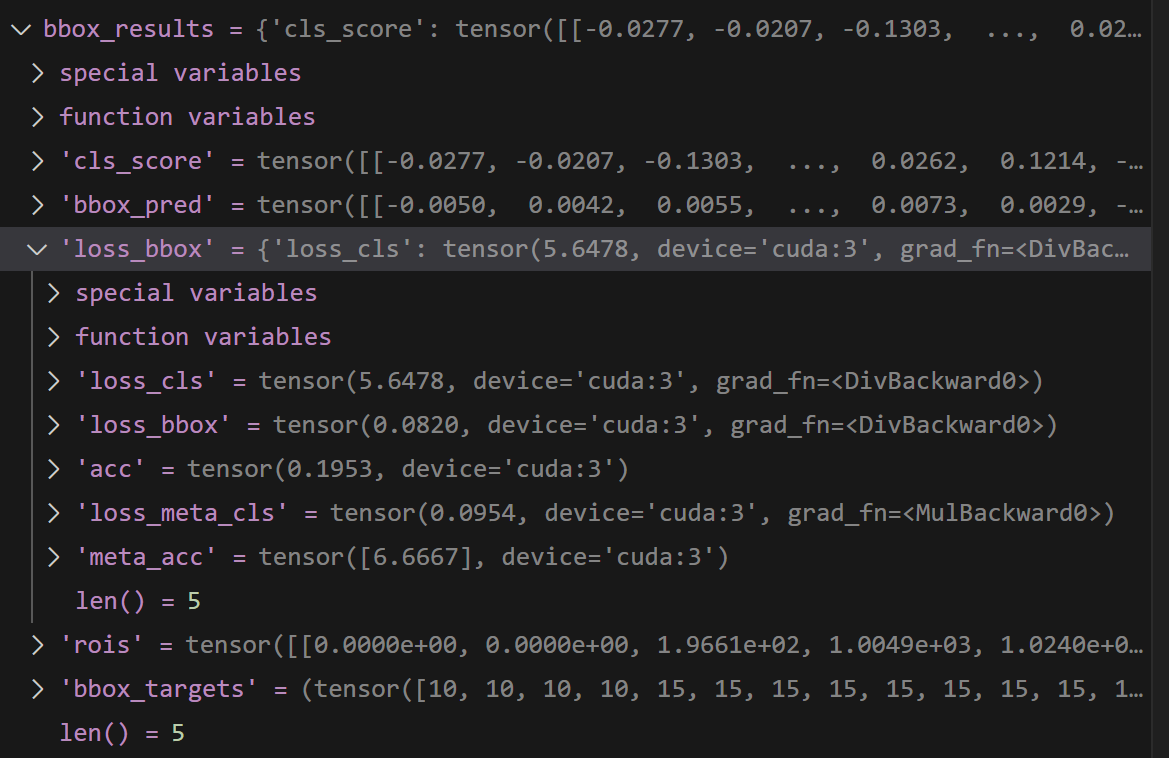 bbox_results = {'cls_score': tensor([[-0.0277, -0.0207, -0.1303,  ...,  0.02…
special variables
function variables
'cls_score' = tensor([[-0.0277, -0.0207, -0.1303,  ...,  0.0262,  0.1214, -…
'bbox_pred' = tensor([[-0.0050,  0.0042,  0.0055,  ...,  0.0073,  0.0029, -…
'loss_bbox' = {'loss_cls': tensor(5.6478, device='cuda:3', grad_fn=<DivBac…
special variables
function variables
'loss_cls' = tensor(5.6478, device='cuda:3', grad_fn=<DivBackward0>)
'loss_bbox' = tensor(0.0820, device='cuda:3', grad_fn=<DivBackward0>)
'acc' = tensor(0.1953, device='cuda:3')
'loss_meta_cls' = tensor(0.0954, device='cuda:3', grad_fn=<MulBackward0>)
'meta_acc' = tensor([6.6667], device='cuda:3')
len() = 5
'rois' = tensor([[0.0000e+00, 0.0000e+00, 1.9661e+02, 1.0049e+03, 1.0240e+0…
'bbox_targets' = (tensor([10, 10, 10, 10, 15, 15, 15, 15, 15, 15, 15, 15, 1…
len() = 5